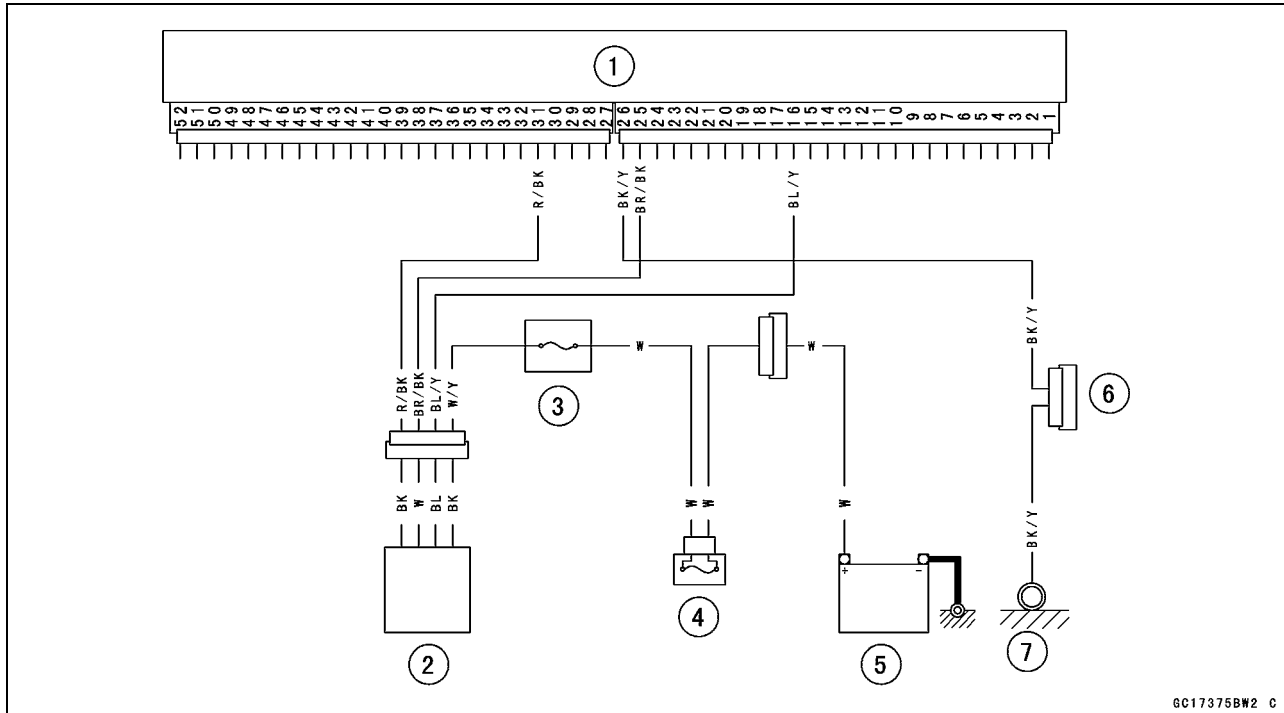 1
52 51 50 49 48 47 46 45 44 43 42 41 40 39 38 37 36 35 34 33 32 31 30 29 28 27 26 25 24 23 22 21 20 19 18 17 16 15 14 13 12 11 10 9 8 7 6 5 4 3 2 1
R/BK BK/Y BR/BK BL/Y
BK/Y
W W
3
R/BK BR/BK BL/Y W/Y
6
BK W BL BK
W W W
BK/Y
+ -
4
2
5
7
GC17375BW2 C